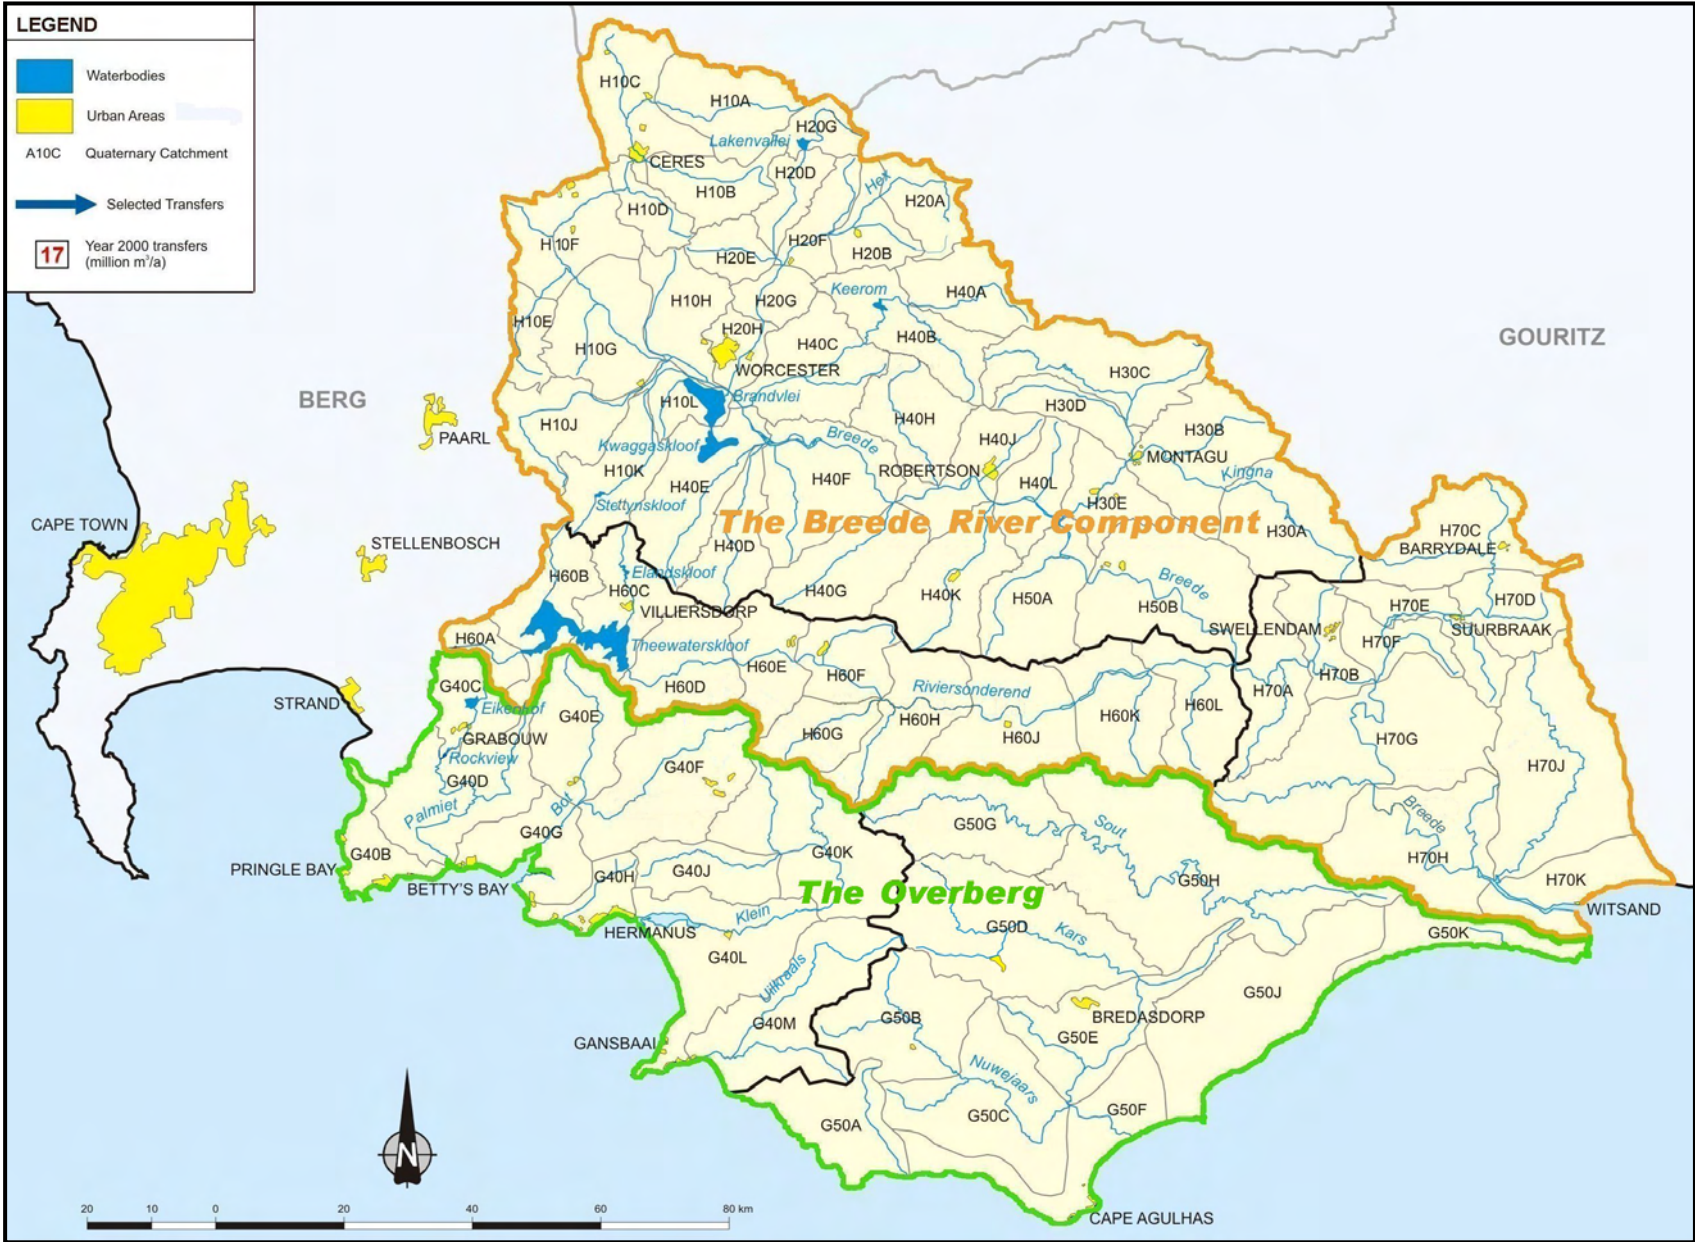 LEGEND
Waterbodies
Urban Areas
A10C Quaternary Catchment
Selected Transfers
17 Year 2000 transfers
(million m³/a)
H10C
H10A
H20G
Lakenvallei
CERES
H20D
H10B
Hex
H20A
H10D
H10F
H20F
H20B
H20E
Keerom
H40A
H10H
H20G
H10E
H20H
H40C
H40B
GOURITZ
H10G
WORCESTER
H30C
BERG
H10L
Brandvlei
H30D
H40H
H10J
PAARL
Breede
H40J
H30B
Kwaggaskloof
MONTAGU
H10K
ROBERTSON
Kingna
H40E
H40F
H40L
Stettynskloof
H30E
CAPE TOWN
The Breede River Component
H30A
H70C
STELLENBOSCH
H40D
BARRYDALE
H60B
Elandskloof
H60C
H40G
H40K
H50A
H50B
Breede
H70E
H70D
VILLIERSDORP
SWELLENDAM
SUURBRAAK
H60A
Theewaterskloof
H70F
H60E
H60F
H70B
G40C
H60D
Riviersonderend
H70A
STRAND
Eikenhof
G40E
H60H
H60K
H60L
GRABOUW
H60G
H60J
H70G
Rockview
G40F
H70J
G40D
Palmiet
Bot
Breede
G40G
G50G
Sout
G40B
G40K
H70H
PRINGLE BAY
G40H
G40J
G50H
H70K
BETTY'S BAY
The Overberg
WITSAND
Klein
HERMANUS
G50D
Kars
G50K
G40L
Uilkraals
G50J
G40M
G50B
BREDASDORP
GANSBAAI
G50E
Nuwejaars
G50A
G50C
G50F
N
20 10 0 20 40 60 80 km
CAPE AGULHAS